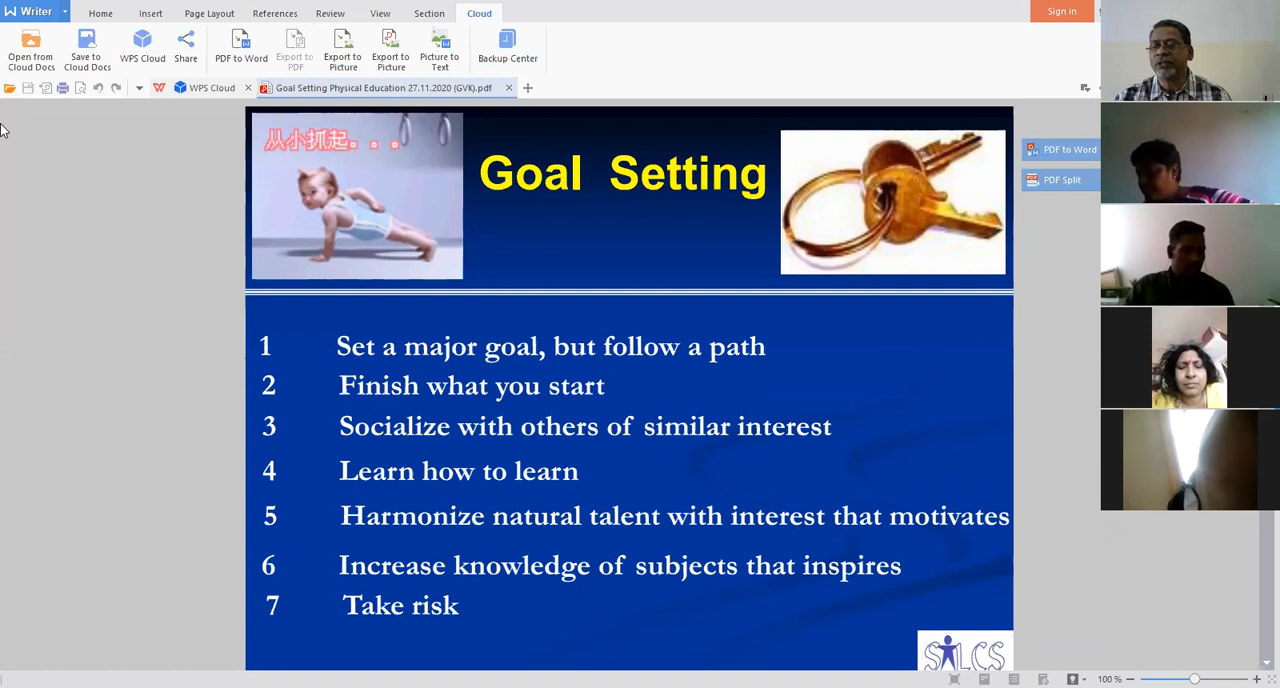 Writer
Home
Insert
Page Layout
References
Review
View
Section
Cloud
Sign in
Open from
Cloud Docs
Save to
Cloud Docs
WPS Cloud
Share
PDF to Word
Export to
PDF
Export to
Picture
Export to
Picture
Picture to
Text
Backup Center
WPS Cloud
Goal Setting Physical Education 27.11.2020 (GVK).pdf
从小抓起。。.
Goal Setting
PDF to Word
PDF Split
1 Set a major goal, but follow a path
2 Finish what you start
3 Socialize with others of similar interest
4 Learn how to learn
5 Harmonize natural talent with interest that motivates
6 Increase knowledge of subjects that inspires
7 Take risk
SALCS
100 %